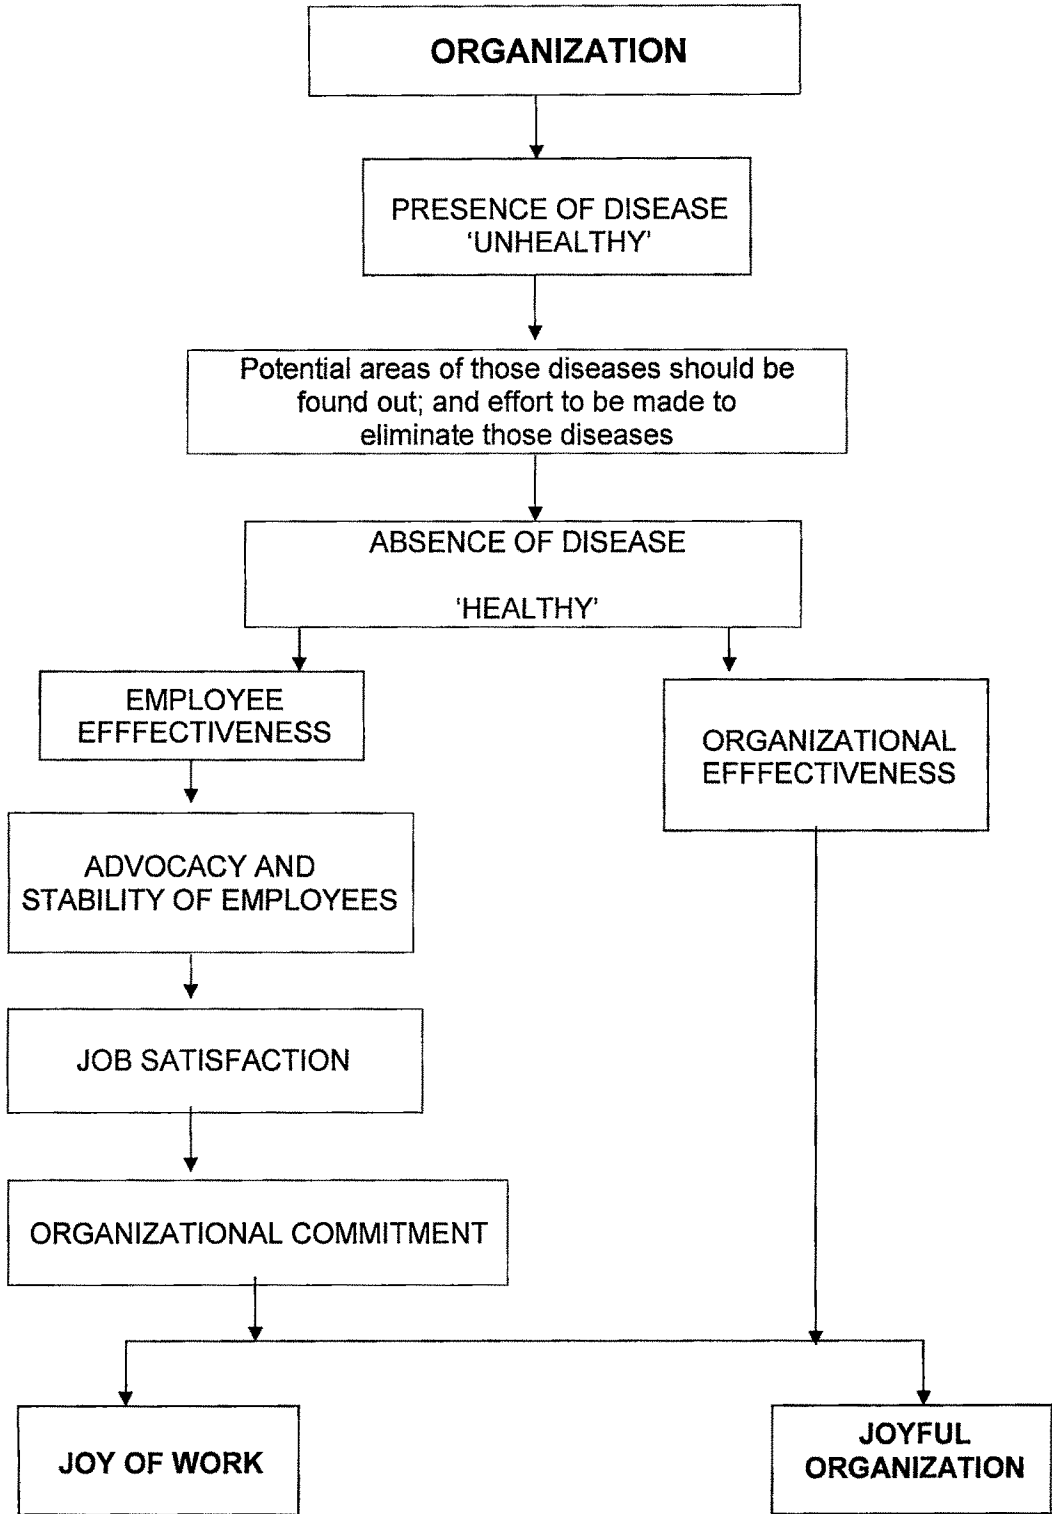 ORGANIZATION
PRESENCE OF DISEASE
‘UNHEALTHY’
Potential areas of those diseases should be
found out; and effort to be made to
eliminate those diseases
ABSENCE OF DISEASE
‘HEALTHY’
EMPLOYEE
EFFFECTIVENESS
ORGANIZATIONAL
EFFFECTIVENESS
ADVOCACY AND
STABILITY OF EMPLOYEES
JOB SATISFACTION
ORGANIZATIONAL COMMITMENT
JOY OF WORK
JOYFUL
ORGANIZATION